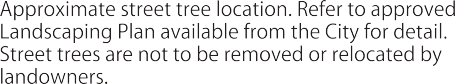 Approximate street tree location. Refer to approved
Landscaping Plan available from the City for detail.
Street trees are not to be removed or relocated by
landowners.